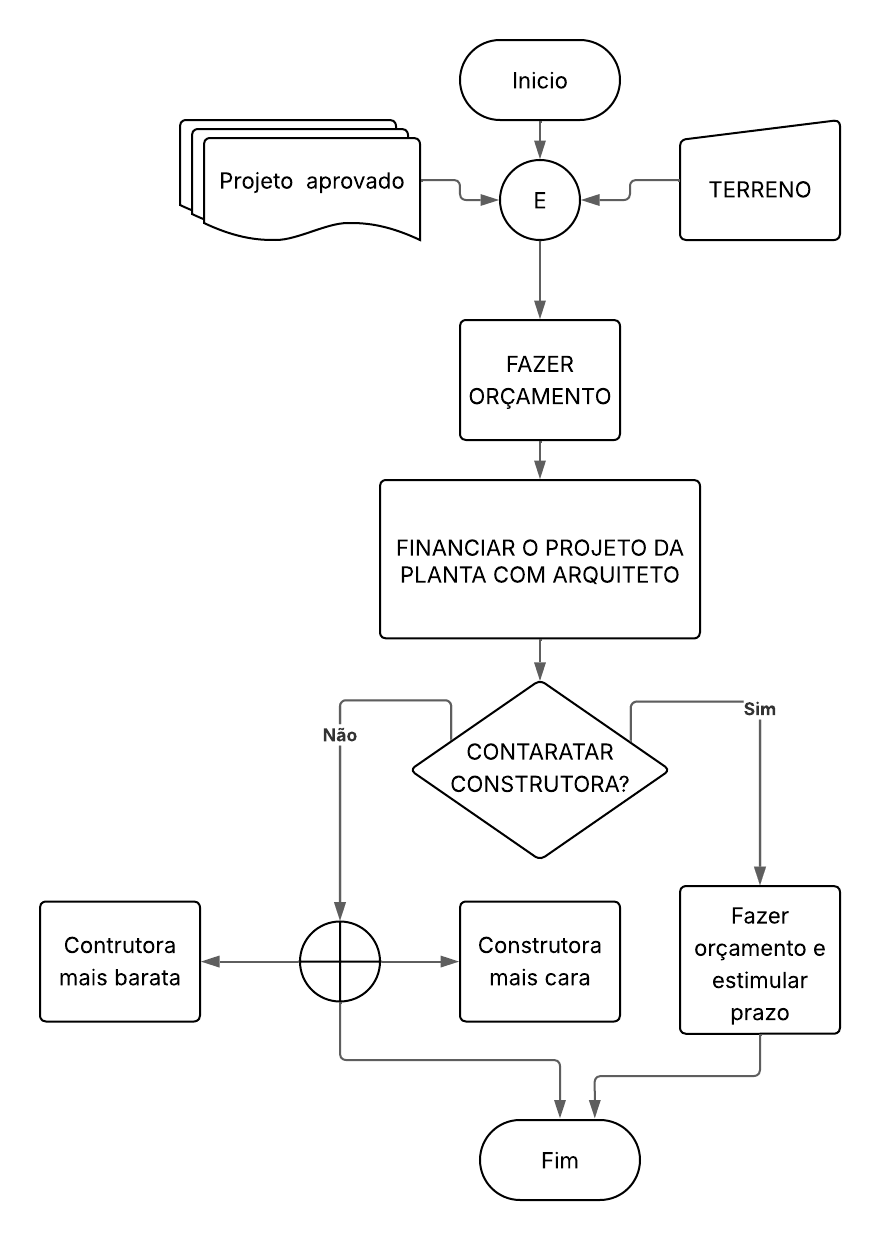 Inicio
Projeto aprovado
E
TERRENO
FAZER
ORÇAMENTO
FINANCIAR O PROJETO DA
PLANTA COM ARQUITETO
Sim
Não
CONTARATAR
CONSTRUTORA?
Contrutora
mais barata
Construtora
mais cara
Fazer
orçamento e
estimular
prazo
Fim